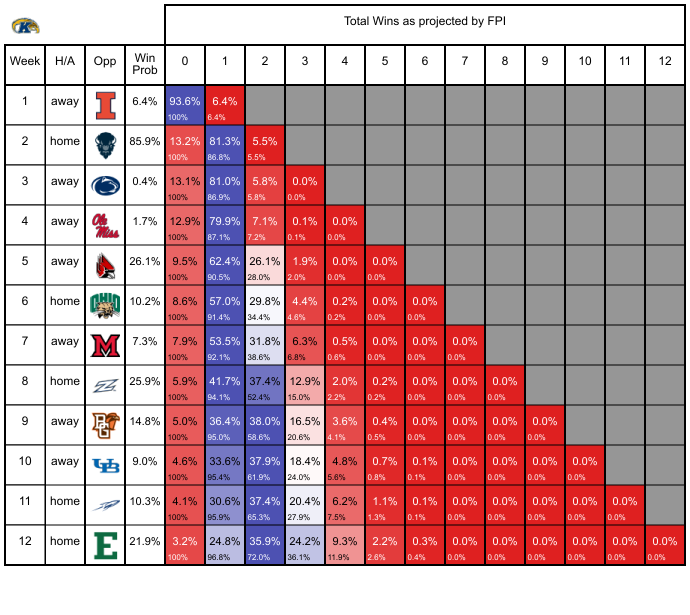 K
Total Wins as projected by FPI
Week H/A Opp Win Prob 0 1 2 3 4 5 6 7 8 9 10 11 12
1 away I 6.4% 93.6% 6.4%
100% 6.4%
2 home 85.9% 13.2% 81.3% 5.5%
100% 86.8% 5.5%
3 away 0.4% 13.1% 81.0% 5.8% 0.0%
100% 86.9% 5.8% 0.0%
4 away Ole Miss 1.7% 12.9% 79.9% 7.1% 0.1% 0.0%
100% 87.1% 7.2% 0.1% 0.0%
5 away 26.1% 9.5% 62.4% 26.1% 1.9% 0.0% 0.0%
100% 90.5% 28.0% 2.0% 0.0% 0.0%
6 home OHIO 10.2% 8.6% 57.0% 29.8% 4.4% 0.2% 0.0% 0.0%
100% 91.4% 34.4% 4.6% 0.2% 0.0% 0.0%
7 away M 7.3% 7.9% 53.5% 31.8% 6.3% 0.5% 0.0% 0.0% 0.0%
100% 92.1% 38.6% 6.8% 0.6% 0.0% 0.0% 0.0%
8 home Z 25.9% 5.9% 41.7% 37.4% 12.9% 2.0% 0.2% 0.0% 0.0% 0.0%
100% 94.1% 52.4% 15.0% 2.2% 0.2% 0.0% 0.0% 0.0%
9 away BG 14.8% 5.0% 36.4% 38.0% 16.5% 3.6% 0.4% 0.0% 0.0% 0.0% 0.0%
100% 95.0% 58.6% 20.6% 4.1% 0.5% 0.0% 0.0% 0.0% 0.0%
10 away UB 9.0% 4.6% 33.6% 37.9% 18.4% 4.8% 0.7% 0.1% 0.0% 0.0% 0.0% 0.0%
100% 95.4% 61.9% 24.0% 5.6% 0.8% 0.1% 0.0% 0.0% 0.0% 0.0%
11 home 10.3% 4.1% 30.6% 37.4% 20.4% 6.2% 1.1% 0.1% 0.0% 0.0% 0.0% 0.0% 0.0%
100% 95.9% 65.3% 27.9% 7.5% 1.3% 0.1% 0.0% 0.0% 0.0% 0.0% 0.0%
12 home E 21.9% 3.2% 24.8% 35.9% 24.2% 9.3% 2.2% 0.3% 0.0% 0.0% 0.0% 0.0% 0.0% 0.0%
100% 96.8% 72.0% 36.1% 11.9% 2.6% 0.4% 0.0% 0.0% 0.0% 0.0% 0.0% 0.0%